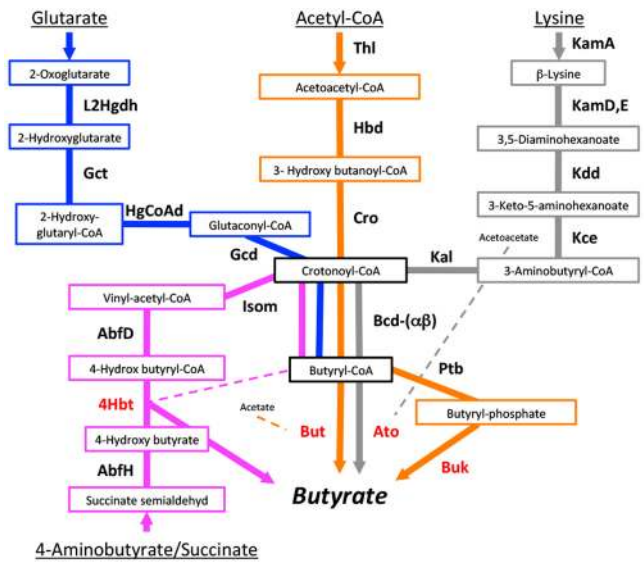 Glutarate
Acetyl-CoA
Lysine
Thl
KamA
2-Oxoglutarate
Acetoacetyl-CoA
β-Lysine
L2Hgdh
Hbd
KamD,E
2-Hydroxyglutarate
3,5-Diaminohexanoate
Gct
3- Hydroxy butanoyl-CoA
Kdd
2-Hydroxy-
glutaryl-CoA
HgCoAd
Glutaconyl-CoA
Cro
3-Keto-5-aminohexanoate
Acetoacetate
Kce
Gcd
Crotonoyl-CoA
Kal
3-Aminobutyryl-CoA
Vinyl-acetyl-CoA
Isom
Bcd-(αβ)
AbfD
4-Hydrox butyryl-CoA
Butyryl-CoA
Ptb
4Hbt
Acetate
But
Ato
Butyryl-phosphate
4-Hydroxy butyrate
Buk
AbfH
Succinate semialdehyd
Butyrate
4-Aminobutyrate/Succinate